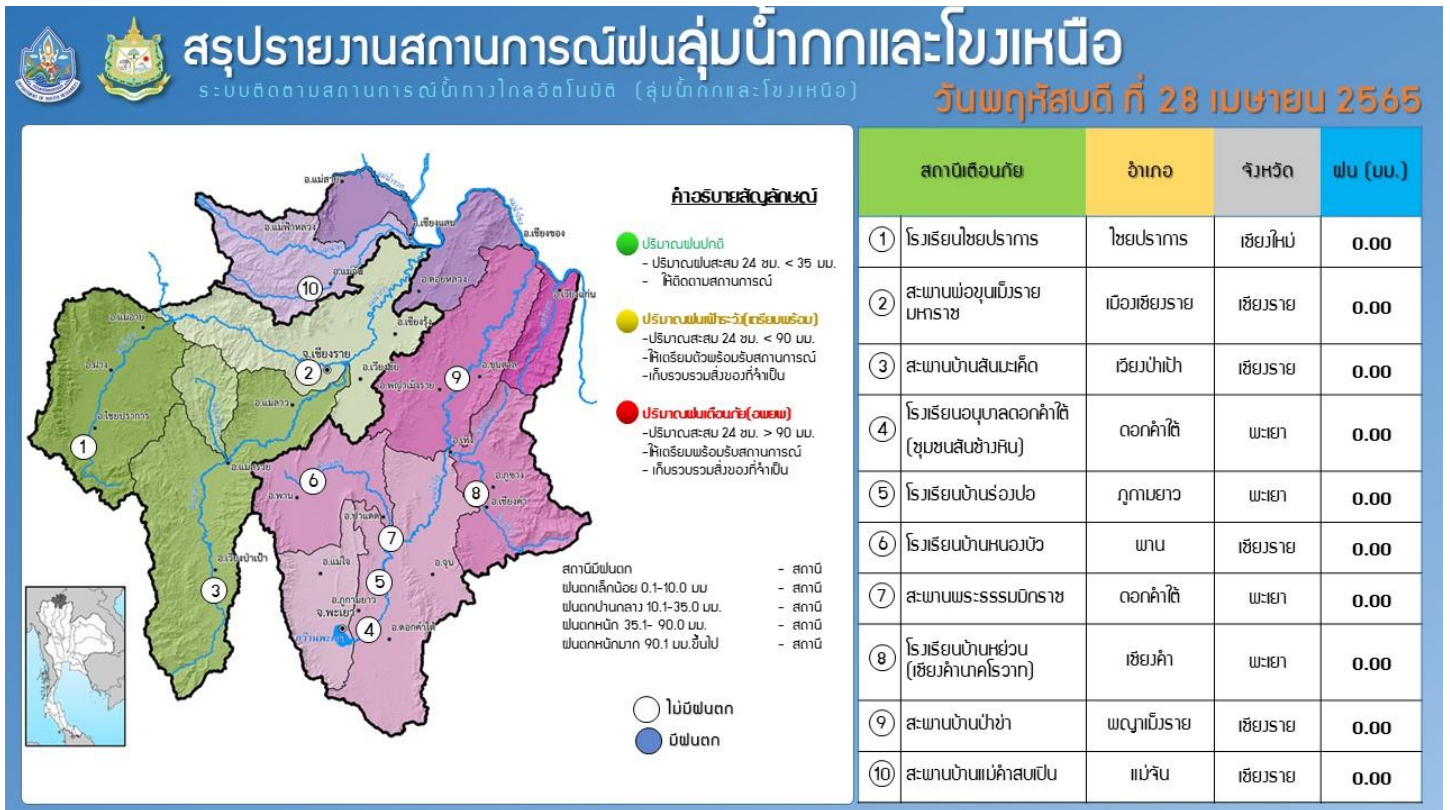 สรุปรายงานสถานการณ์ฝนลุ่มน้ำกกและโขงเหนือ
ระบบติดตามสถานการณ์น้ำทางไกลอัตโนมัติ (ลุ่มน้ำกกและโขงเหนือ)
วันพฤหัสบดี ที่ 28 เมษายน 2565
อ.แม่สาย
อ.แม่ฟ้าหลวง
อ.เชียงแสน
อ.เชียงของ
อ.แม่จัน
10
อ.ดอยหลวง
อ.เวียงแก่น
อ.แม่อาย
อ.เชียงรุ้ง
อ.ฝาง
จ.เชียงราย
2
อ.เวียงชัย
อ.พญาเม็งราย
9
อ.ขุนตาล
อ.แม่ลาว
อ.ไชยปราการ
1
อ.เทิง
อ.แม่สรวย
6
อ.พาน
อ.ภูซาง
8
อ.เชียงคำ
อ.ป่าแดด
7
อ.เวียงป่าเป้า
3
อ.แม่ใจ
5
อ.จุน
อ.ภูกามยาว
จ.พะเยา
4
อ.ดอกคำใต้
กว๊านพะเยา
คำอธิบายสัญลักษณ์
ปริมาณฝนปกติ
- ปริมาณฝนสะสม 24 ชม. < 35 มม.
- ให้ติดตามสถานการณ์
ปริมาณฝนเฝ้าระวัง(เตรียมพร้อม)
-ปริมาณสะสม 24 ชม. < 90 มม.
-ให้เตรียมตัวพร้อมรับสถานการณ์
-เก็บรวบรวมสิ่งของที่จำเป็น
ปริมาณฝนเตือนภัย(อพยพ)
-ปริมาณสะสม 24 ชม. > 90 มม.
-ให้เตรียมพร้อมรับสถานการณ์
- เก็บรวบรวมสิ่งของที่จำเป็น
สถานีมีฝนตก - สถานี
ฝนตกเล็กน้อย 0.1-10.0 มม - สถานี
ฝนตกปานกลาง 10.1-35.0 มม. - สถานี
ฝนตกหนัก 35.1- 90.0 มม. - สถานี
ฝนตกหนักมาก 90.1 มม.ขึ้นไป - สถานี
ไม่มีฝนตก
มีฝนตก
สถานีเตือนภัย อำเภอ จังหวัด ฝน (มม.)
1 โรงเรียนไชยปราการ ไชยปราการ เชียงใหม่ 0.00
2 สะพานพ่อขุนเม็งราย
มหาราช เมืองเชียงราย เชียงราย 0.00
3 สะพานบ้านสันมะเค็ด เวียงป่าเป้า เชียงราย 0.00
4 โรงเรียนอนุบาลดอกคำใต้
(ชุมชนสันช้างหิน) ดอกคำใต้ พะเยา 0.00
5 โรงเรียนบ้านร่องปอ ภูกามยาว พะเยา 0.00
6 โรงเรียนบ้านหนองบัว พาน เชียงราย 0.00
7 สะพานพระธรรมมิกราช ดอกคำใต้ พะเยา 0.00
8 โรงเรียนบ้านหย่วน
(เชียงคำนาคโรวาท) เชียงคำ พะเยา 0.00
9 สะพานบ้านป่าข่า พญาเม็งราย เชียงราย 0.00
10 สะพานบ้านแม่คำสบเปิน แม่จัน เชียงราย 0.00